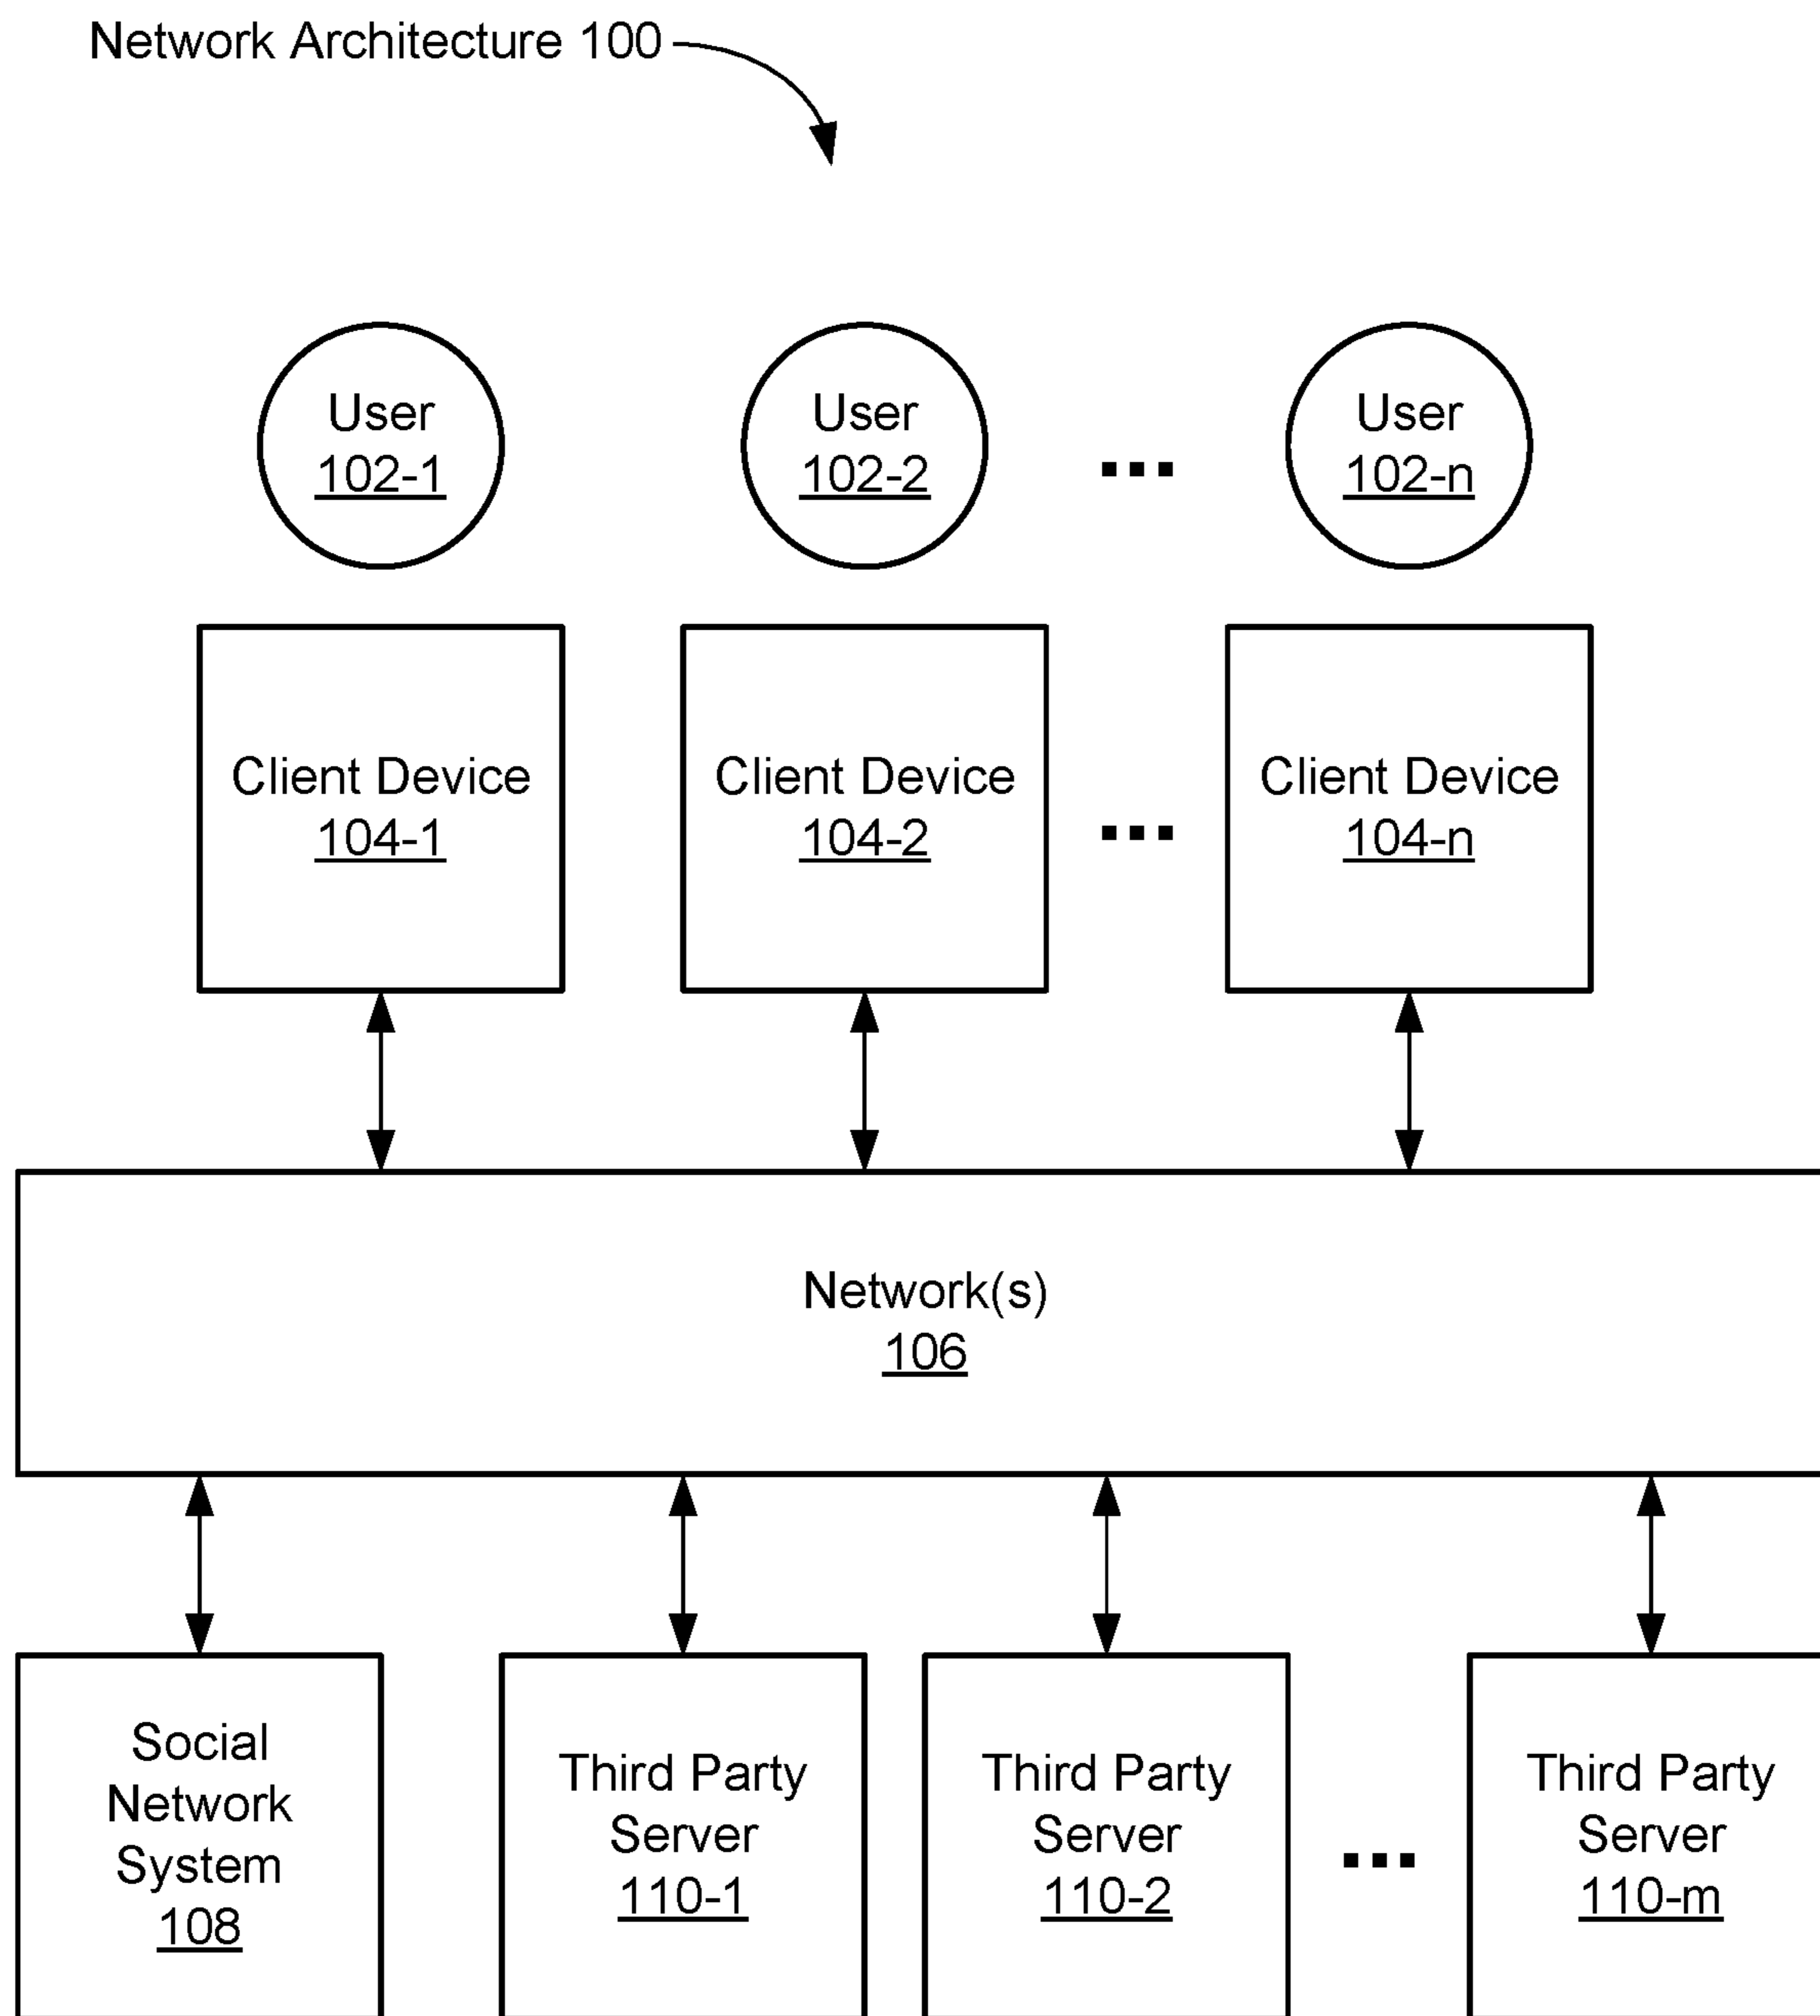 Network Architecture 100
User
102-1
User
102-2
...
User
102-n
Client Device
104-1
Client Device
104-2
...
Client Device
104-n
Network(s)
106
Social
Network
System
108
Third Party
Server
110-1
Third Party
Server
110-2
...
Third Party
Server
110-m